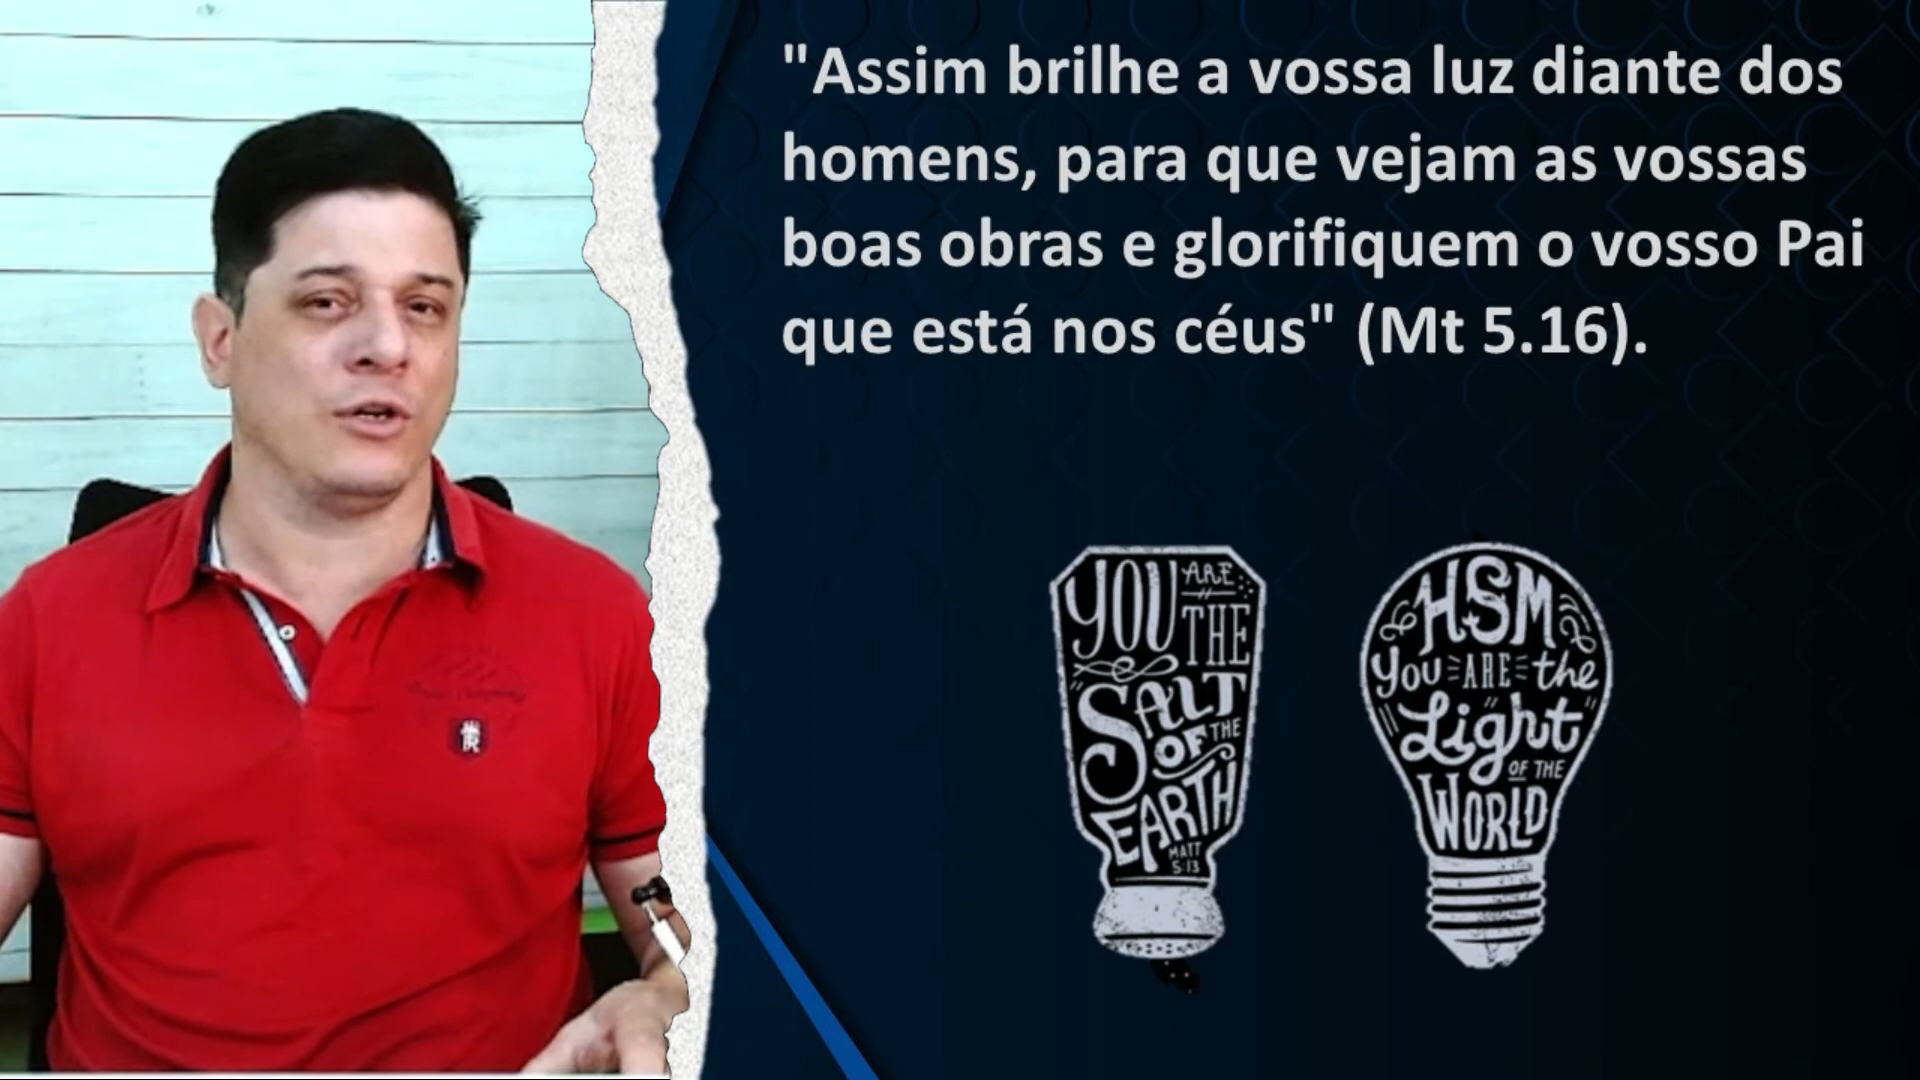 "Assim brilhe a vossa luz diante dos
homens, para que vejam as vossas
boas obras e glorifiquem o vosso Pai
que está nos céus" (Mt 5.16).
YOU ARE
THE
SALT
OF THE
EARTH
MATT
5:13
HSM
You ARE the
Light
OF THE
WORLD